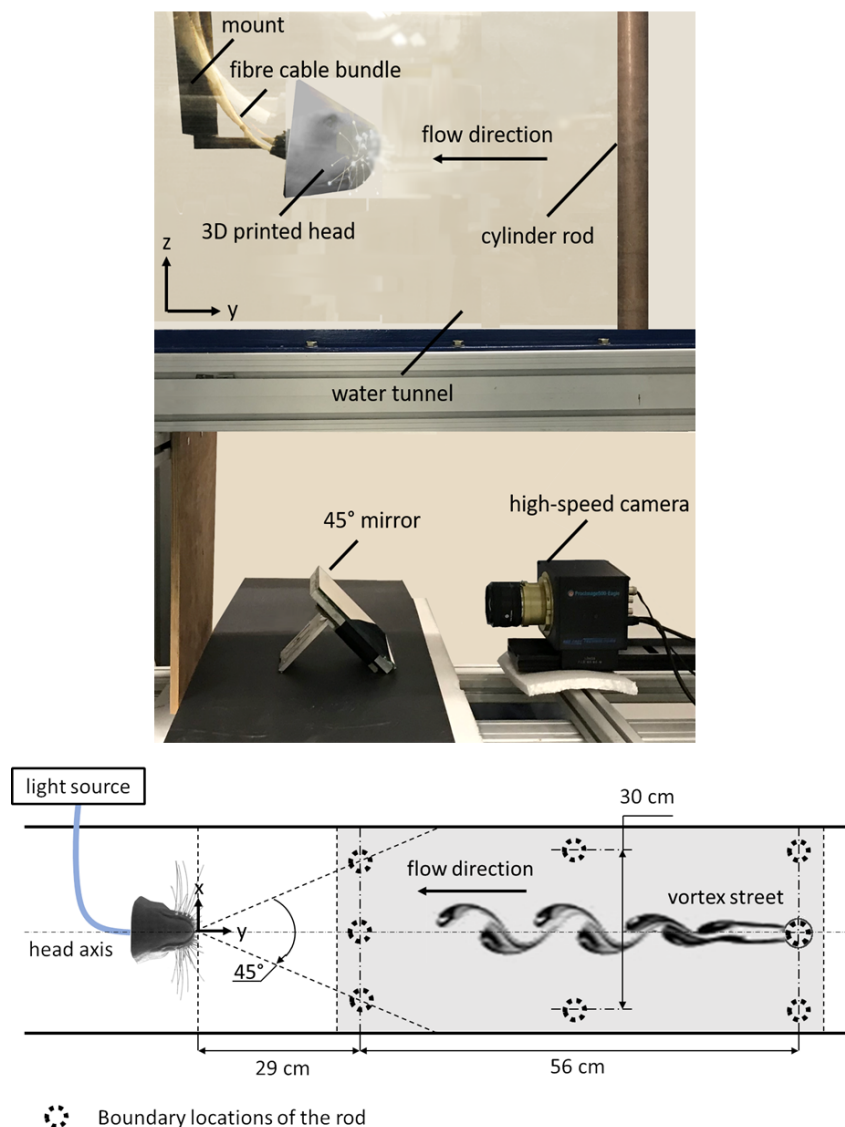 mount
fibre cable bundle
flow direction
3D printed head
cylinder rod
z
y
water tunnel
high-speed camera
45° mirror
light source
30 cm
flow direction
vortex street
x
y
head axis
45°
29 cm
56 cm
Boundary locations of the rod